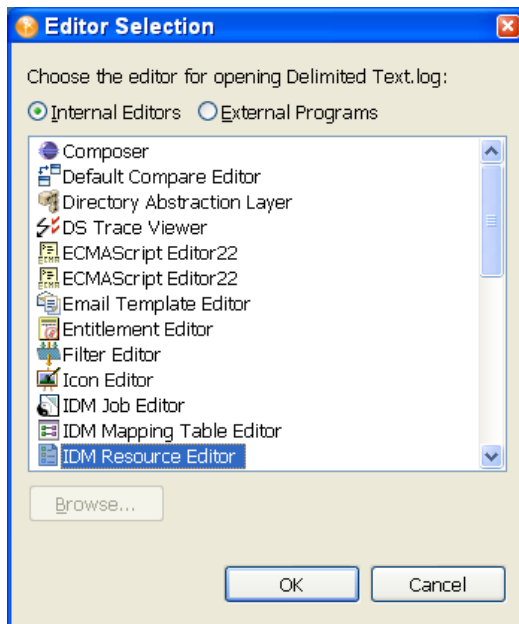 Editor Selection
Choose the editor for opening Delimited Text.log:
Internal Editors External Programs
Composer
Default Compare Editor
Directory Abstraction Layer
DS Trace Viewer
ECMAScript Editor22
ECMAScript Editor22
Email Template Editor
Entitlement Editor
Filter Editor
Icon Editor
IDM Job Editor
IDM Mapping Table Editor
IDM Resource Editor
Browse...
OK Cancel